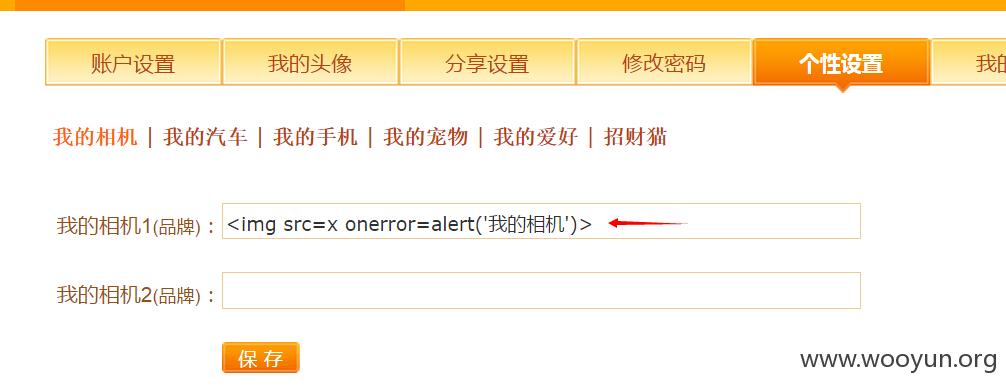 账户设置 我的头像 分享设置 修改密码 个性设置 我的
我的相机 | 我的汽车 | 我的手机 | 我的宠物 | 我的爱好 | 招财猫
我的相机1(品牌)： <img src=x onerror=alert('我的相机')>
我的相机2(品牌)：
保 存
www.wooyun.org